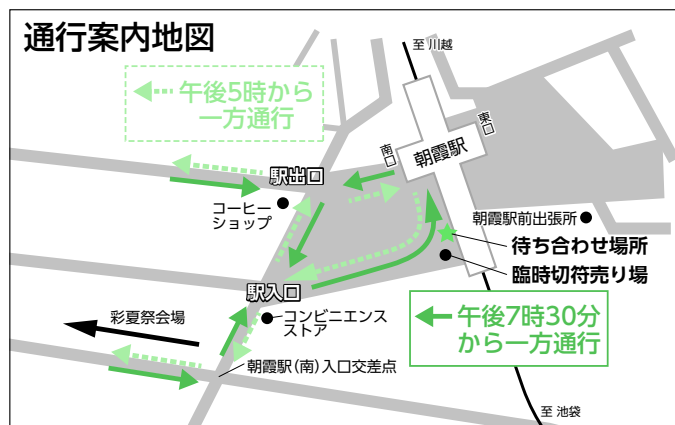 通行案内地図
至 川越
午後5時から
一方通行
南口
朝霞駅
東口
駅出口
コーヒー
ショップ
朝霞駅前出張所
待ち合わせ場所
臨時切符売り場
駅入口
彩夏祭会場
コンビニエンス
ストア
午後7時30分
から一方通行
朝霞駅(南)入口交差点
至 池袋